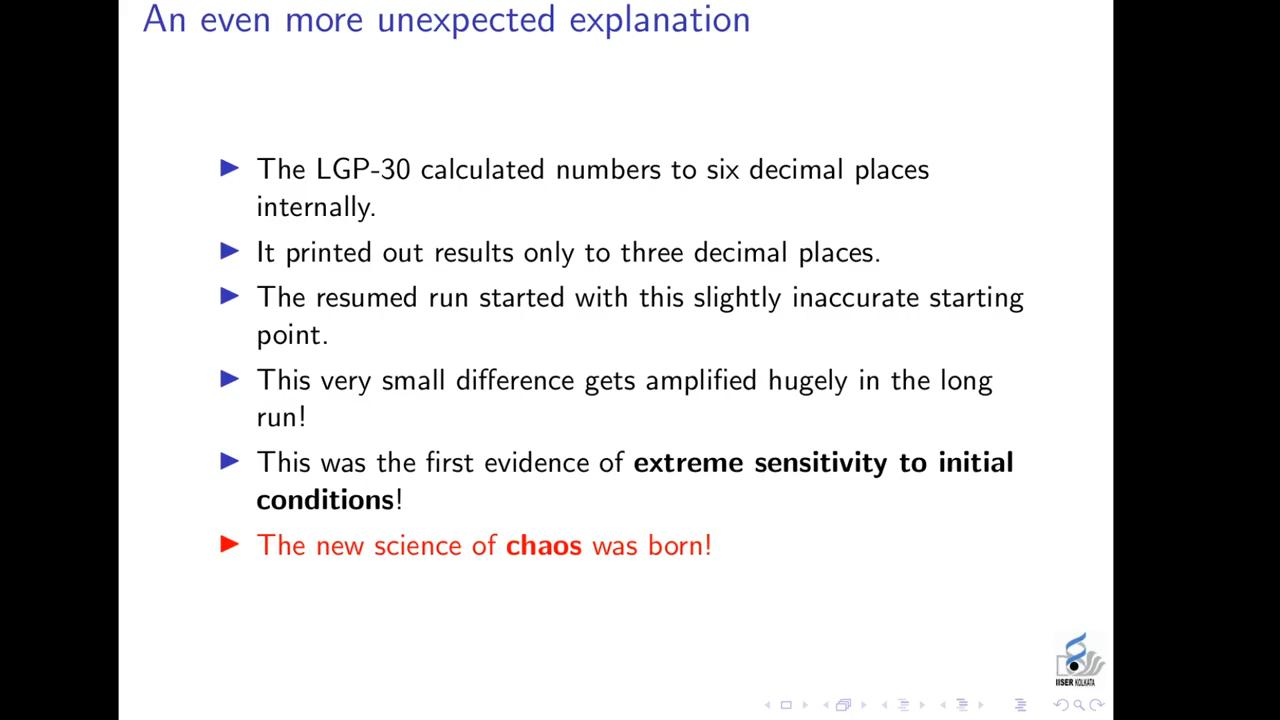 An even more unexpected explanation
The LGP-30 calculated numbers to six decimal places
internally.
It printed out results only to three decimal places.
The resumed run started with this slightly inaccurate starting
point.
This very small difference gets amplified hugely in the long
run!
This was the first evidence of extreme sensitivity to initial
conditions!
The new science of chaos was born!
IISER KOLKATA